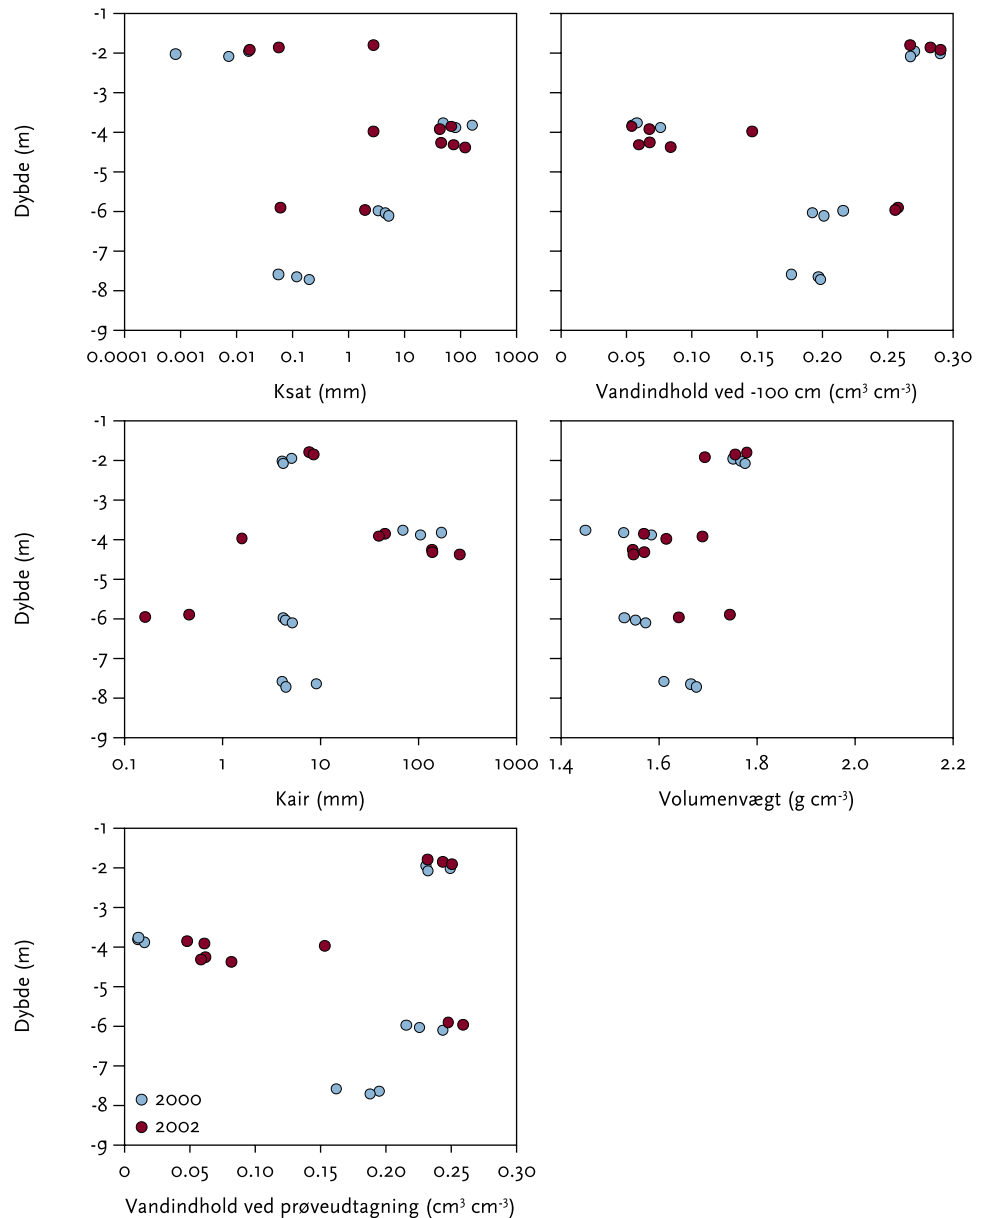 -1
-2
-3
-4
-5
-6
-7
-8
-9
Dybde (m)
0.0001 0.001 0.01 0.1 1 10 100 1000
Ksat (mm)
0 0.05 0.10 0.15 0.20 0.25 0.30
Vandindhold ved -100 cm (cm³ cm⁻³)
-1
-2
-3
-4
-5
-6
-7
-8
-9
Dybde (m)
0.1 1 10 100 1000
Kair (mm)
1.4 1.6 1.8 2.0 2.2
Volumenvægt (g cm⁻³)
-1
-2
-3
-4
-5
-6
-7
-8
-9
Dybde (m)
2000
2002
0 0.05 0.10 0.15 0.20 0.25 0.30
Vandindhold ved prøveudtagning (cm³ cm⁻³)